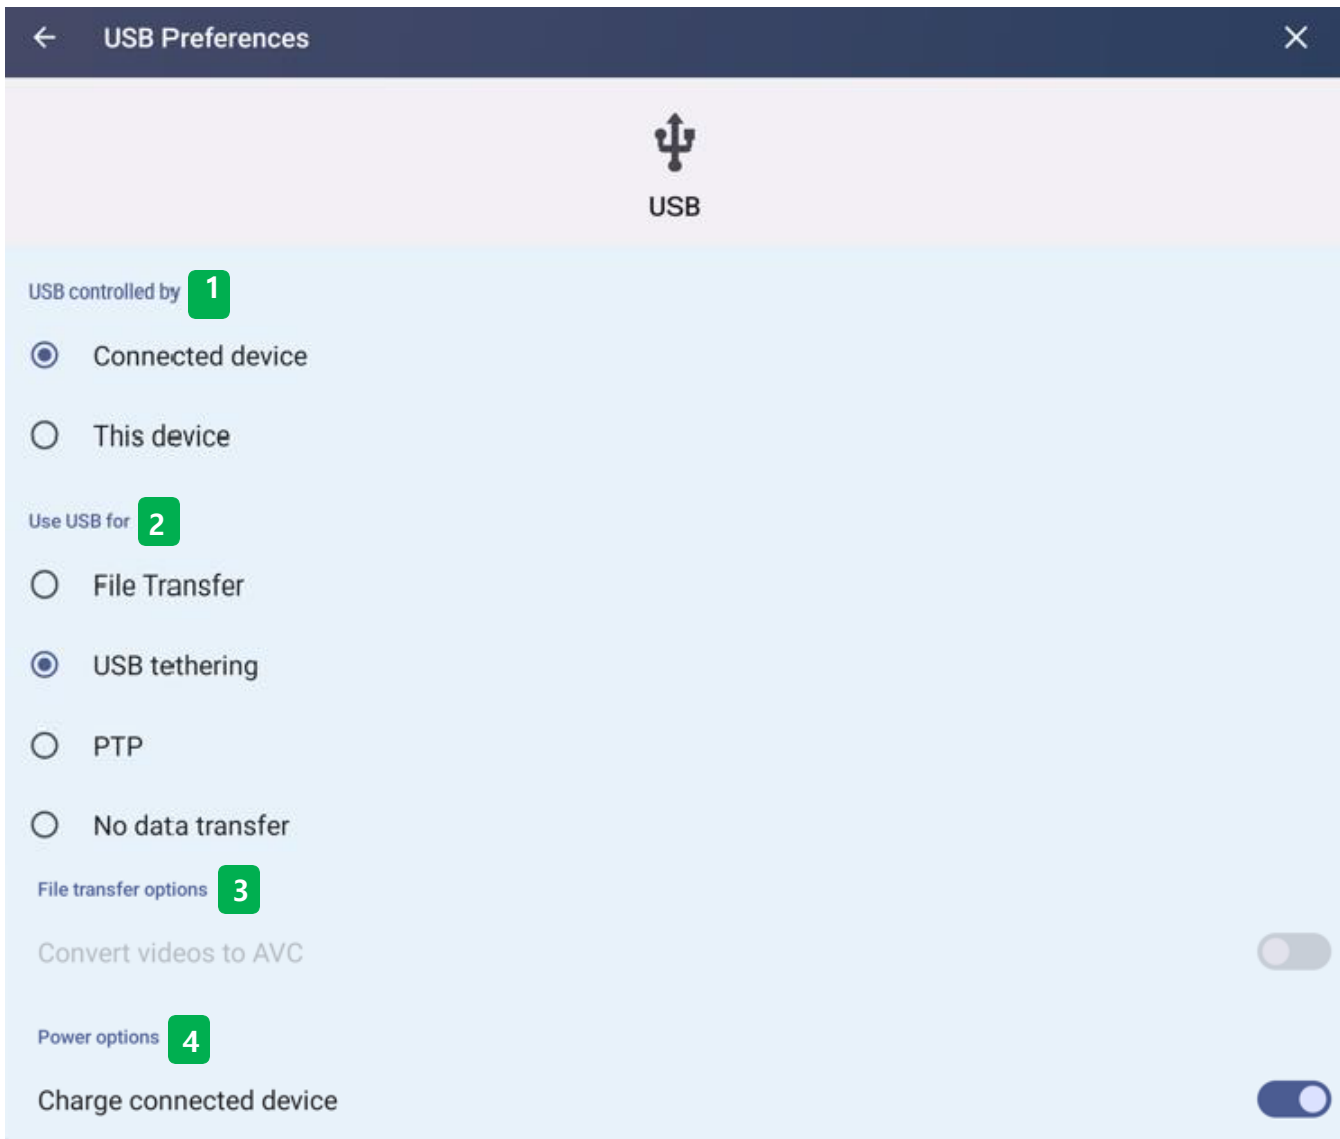 USB Preferences
USB
USB controlled by 1
Connected device
This device
Use USB for 2
File Transfer
USB tethering
PTP
No data transfer
File transfer options 3
Convert videos to AVC
Power options 4
Charge connected device